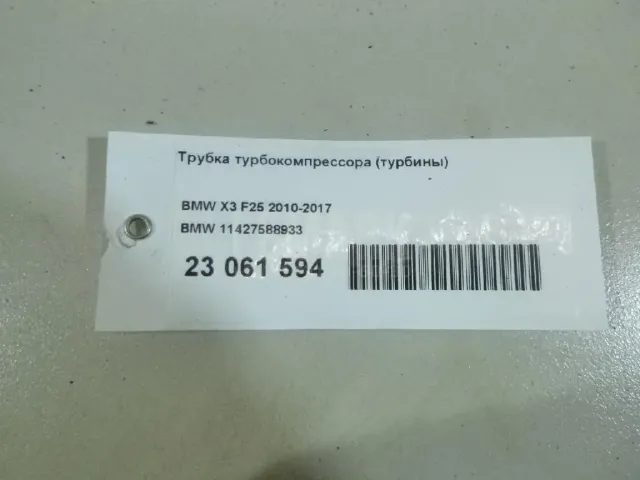 Трубка турбокомпрессора (турбины)
BMW X3 F25 2010-2017
BMW 11427588933
23 061 594